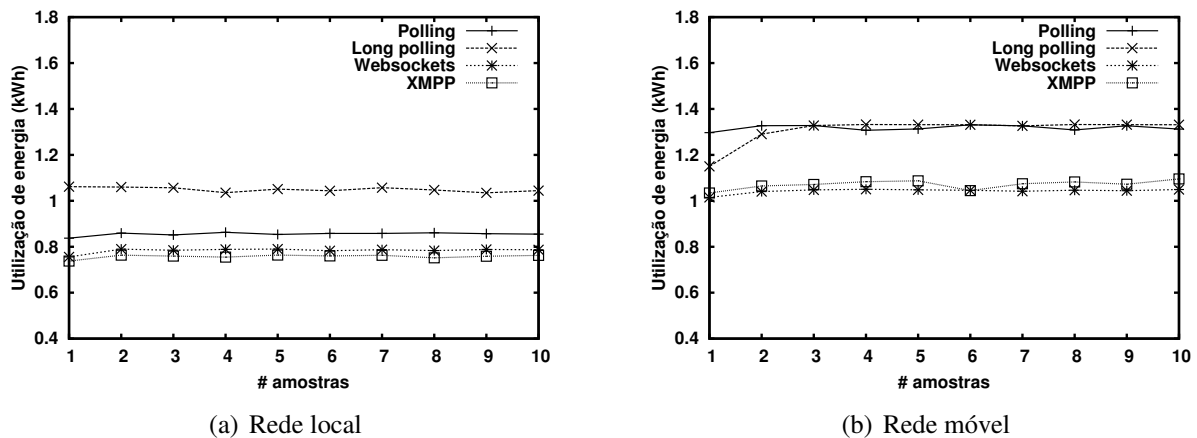 Utilização de energia (kWh)
1.8
1.6
1.4
1.2
1
0.8
0.6
0.4
1 2 3 4 5 6 7 8 9 10
# amostras
Polling
Long polling
Websockets
XMPP
(a) Rede local
Utilização de energia (kWh)
1.8
1.6
1.4
1.2
1
0.8
0.6
0.4
1 2 3 4 5 6 7 8 9 10
# amostras
Polling
Long polling
Websockets
XMPP
(b) Rede móvel